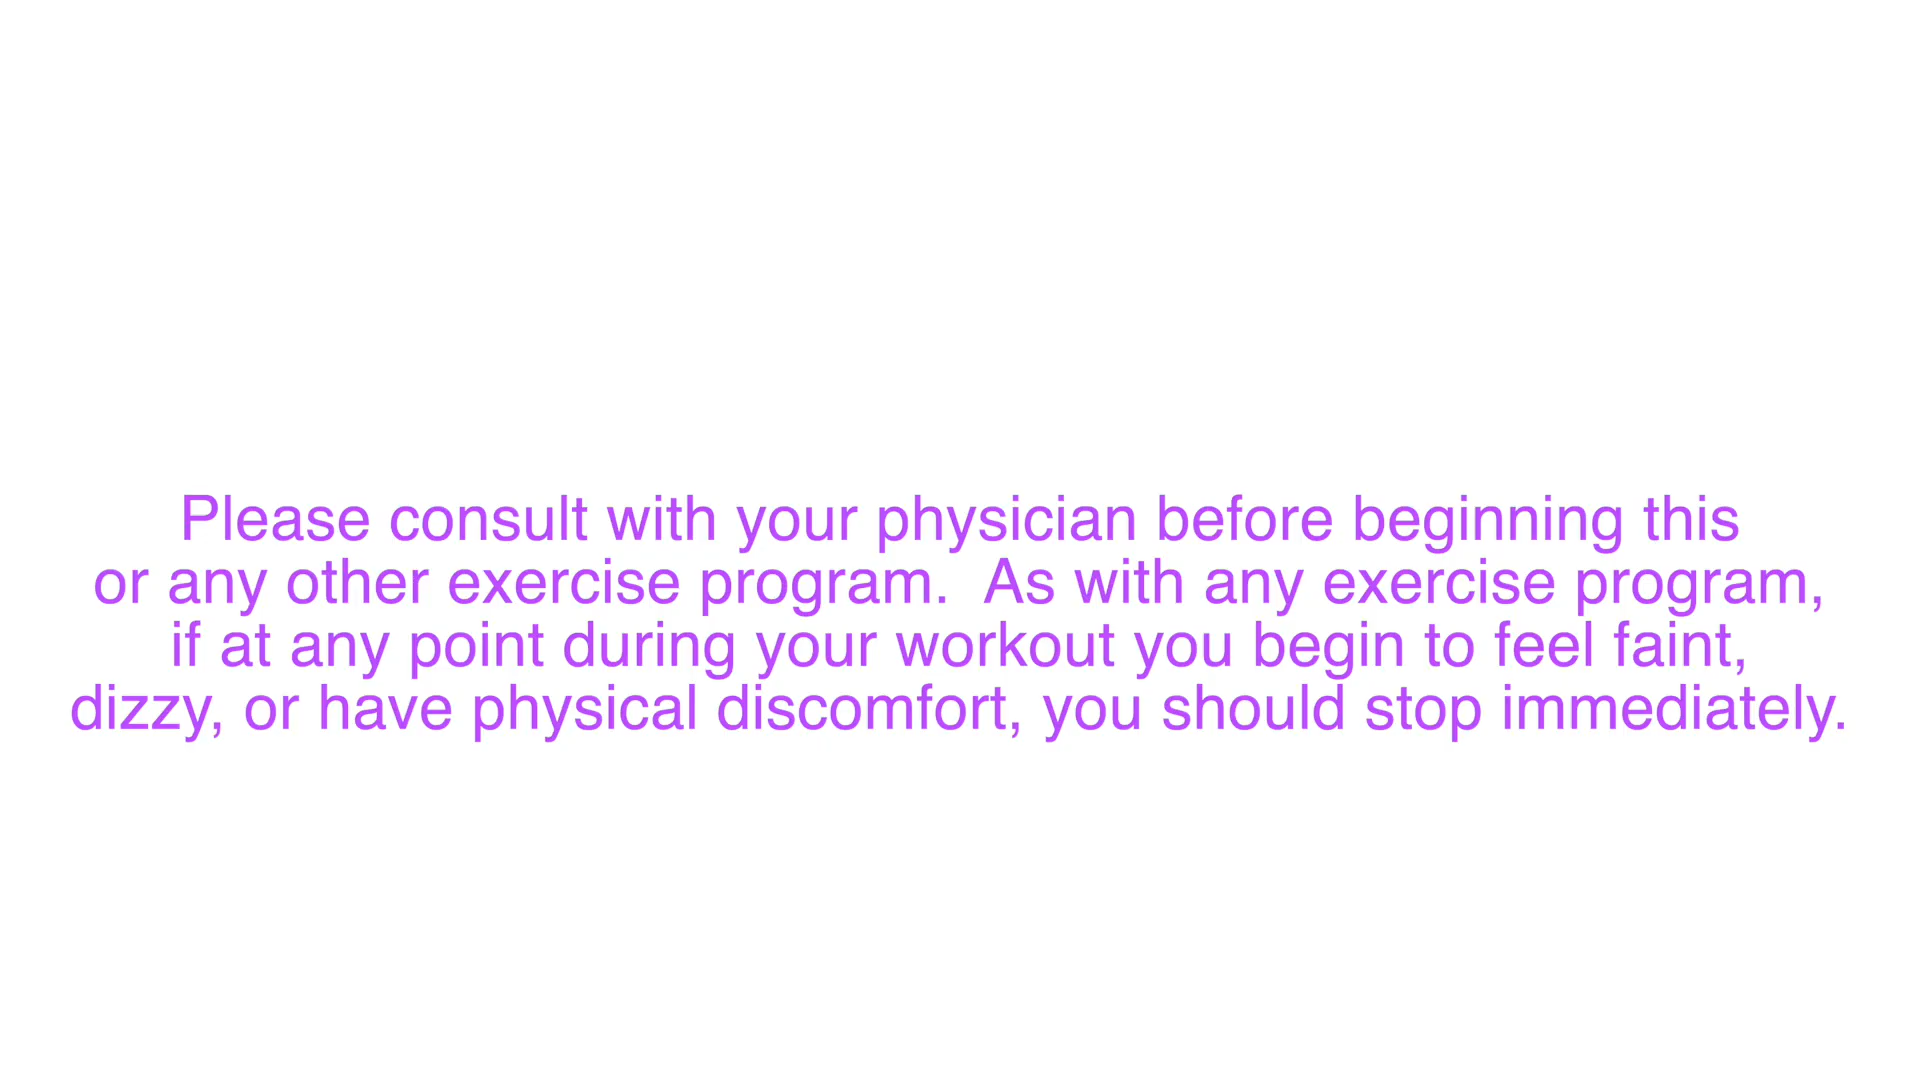 Please consult with your physician before beginning this
or any other exercise program.  As with any exercise program,
if at any point during your workout you begin to feel faint,
dizzy, or have physical discomfort, you should stop immediately.